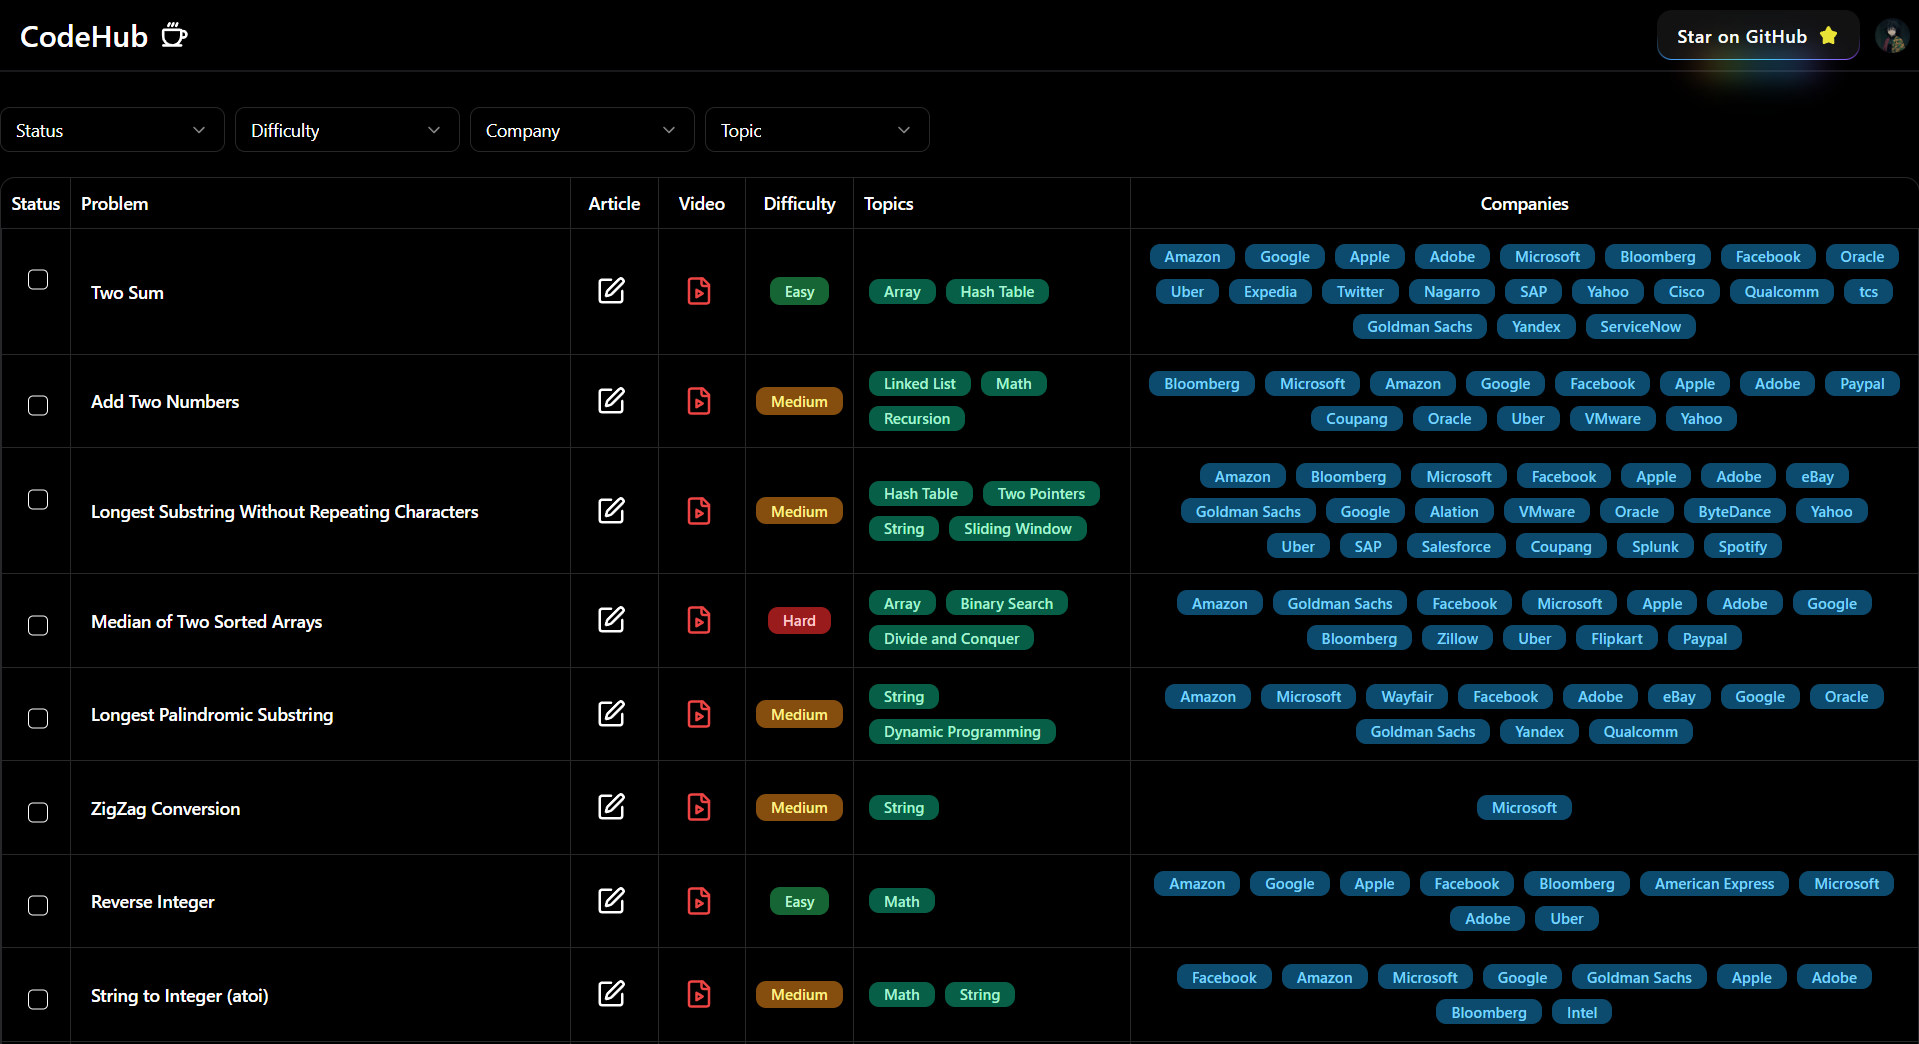 CodeHub
Star on GitHub
Status Difficulty Company Topic
Status Problem Article Video Difficulty Topics Companies
Amazon Google Apple Adobe Microsoft Bloomberg Facebook Oracle
Two Sum Easy Array Hash Table Uber Expedia Twitter Nagarro SAP Yahoo Cisco Qualcomm tcs
Goldman Sachs Yandex ServiceNow
Linked List Math Bloomberg Microsoft Amazon Google Facebook Apple Adobe Paypal
Add Two Numbers Medium
Recursion Coupang Oracle Uber VMware Yahoo
Amazon Bloomberg Microsoft Facebook Apple Adobe eBay
Hash Table Two Pointers
Longest Substring Without Repeating Characters Medium Goldman Sachs Google Alation VMware Oracle ByteDance Yahoo
String Sliding Window
Uber SAP Salesforce Coupang Splunk Spotify
Array Binary Search Amazon Goldman Sachs Facebook Microsoft Apple Adobe Google
Median of Two Sorted Arrays Hard
Divide and Conquer Bloomberg Zillow Uber Flipkart Paypal
String Amazon Microsoft Wayfair Facebook Adobe eBay Google Oracle
Longest Palindromic Substring Medium
Dynamic Programming Goldman Sachs Yandex Qualcomm
ZigZag Conversion Medium String Microsoft
Amazon Google Apple Facebook Bloomberg American Express Microsoft
Reverse Integer Easy Math
Adobe Uber
Facebook Amazon Microsoft Google Goldman Sachs Apple Adobe
String to Integer (atoi) Medium Math String
Bloomberg Intel